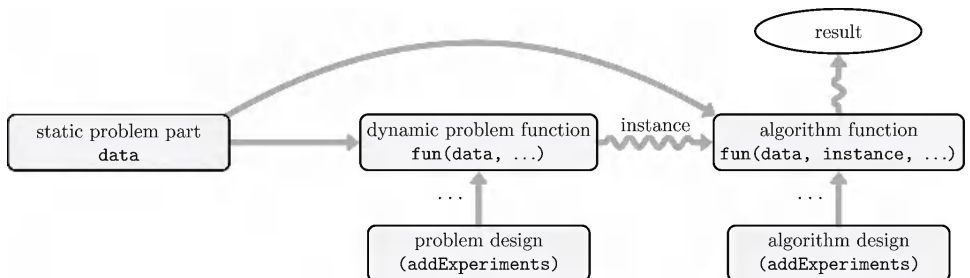 result
static problem part
data
dynamic problem function
fun(data, ...)
instance
algorithm function
fun(data, instance, ...)
...
...
problem design
(addExperiments)
algorithm design
(addExperiments)